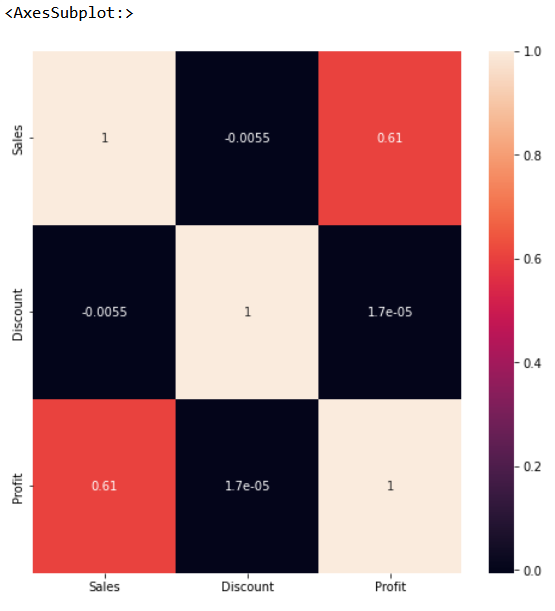 <AxesSubplot:>
1.0
Sales
1
-0.0055
0.61
0.8
0.6
Discount
-0.0055
1
1.7e-05
0.4
0.2
Profit
0.61
1.7e-05
1
0.0
Sales
Discount
Profit